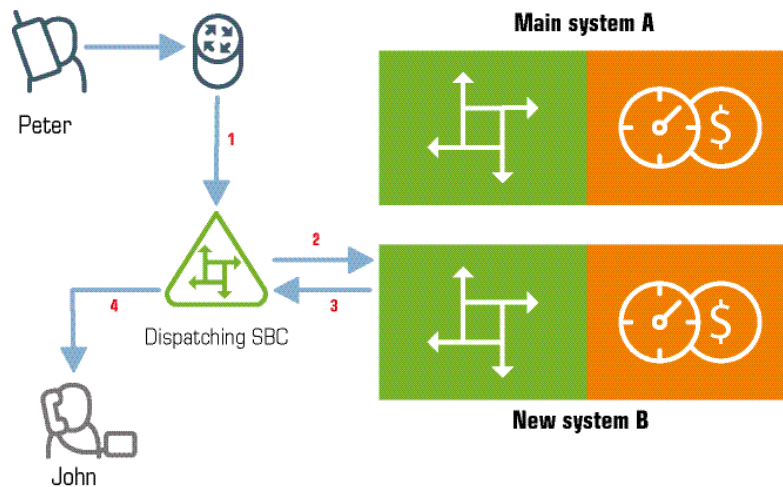 Main system A
Peter
$
1
2
3
4
Dispatching SBC
$
New system B
John